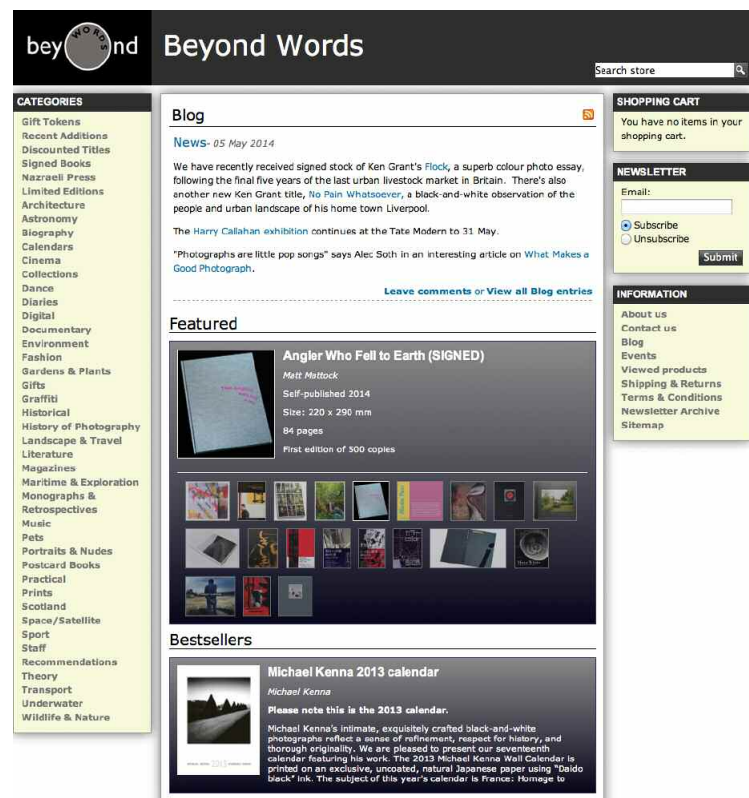 beyond
WORDS
Beyond Words
Search store
CATEGORIES
Gift Tokens
Recent Additions
Discounted Titles
Signed Books
Nazraeli Press
Limited Editions
Architecture
Astronomy
Biography
Calendars
Cinema
Collections
Dance
Diaries
Digital
Documentary
Environment
Fashion
Gardens & Plants
Gifts
Graffiti
Historical
History of Photography
Landscape & Travel
Literature
Magazines
Maritime & Exploration
Monographs &
Retrospectives
Music
Pets
Portraits & Nudes
Postcard Books
Practical
Prints
Scotland
Space/Satellite
Sport
Staff
Recommendations
Theory
Transport
Underwater
Wildlife & Nature
Blog
News- 05 May 2014
We have recently received signed stock of Ken Grant's Flock, a superb colour photo essay,
following the final five years of the last urban livestock market in Britain. There's also
another new Ken Grant title, No Pain Whatsoever, a black-and-white observation of the
people and urban landscape of his home town Liverpool.
The Harry Callahan exhibition continues at the Tate Modern to 31 May.
"Photographs are little pop songs" says Alec Soth in an interesting article on What Makes a
Good Photograph.
Leave comments or View all Blog entries
Featured
Angler Who Fell to Earth (SIGNED)
Matt Mattock
Self-published 2014
Size: 220 x 290 mm
84 pages
First edition of 500 copies
Bestsellers
Michael Kenna 2013 calendar
Michael Kenna
Please note this is the 2013 calendar.
Michael Kenna's intimate, exquisitely crafted black-and-white
photographs reflect a sense of refinement, respect for history, and
thorough originality. We are pleased to present our seventeenth
calendar featuring his work. The 2013 Michael Kenna Wall Calendar is
printed on an exclusive, uncoated, natural Japanese paper using "Daido
black" ink. The subject of this year's calendar is France: Homage to
2013
SHOPPING CART
You have no items in your
shopping cart.
NEWSLETTER
Email:
Subscribe
Unsubscribe
Submit
INFORMATION
About us
Contact us
Blog
Events
Viewed products
Shipping & Returns
Terms & Conditions
Newsletter Archive
Sitemap